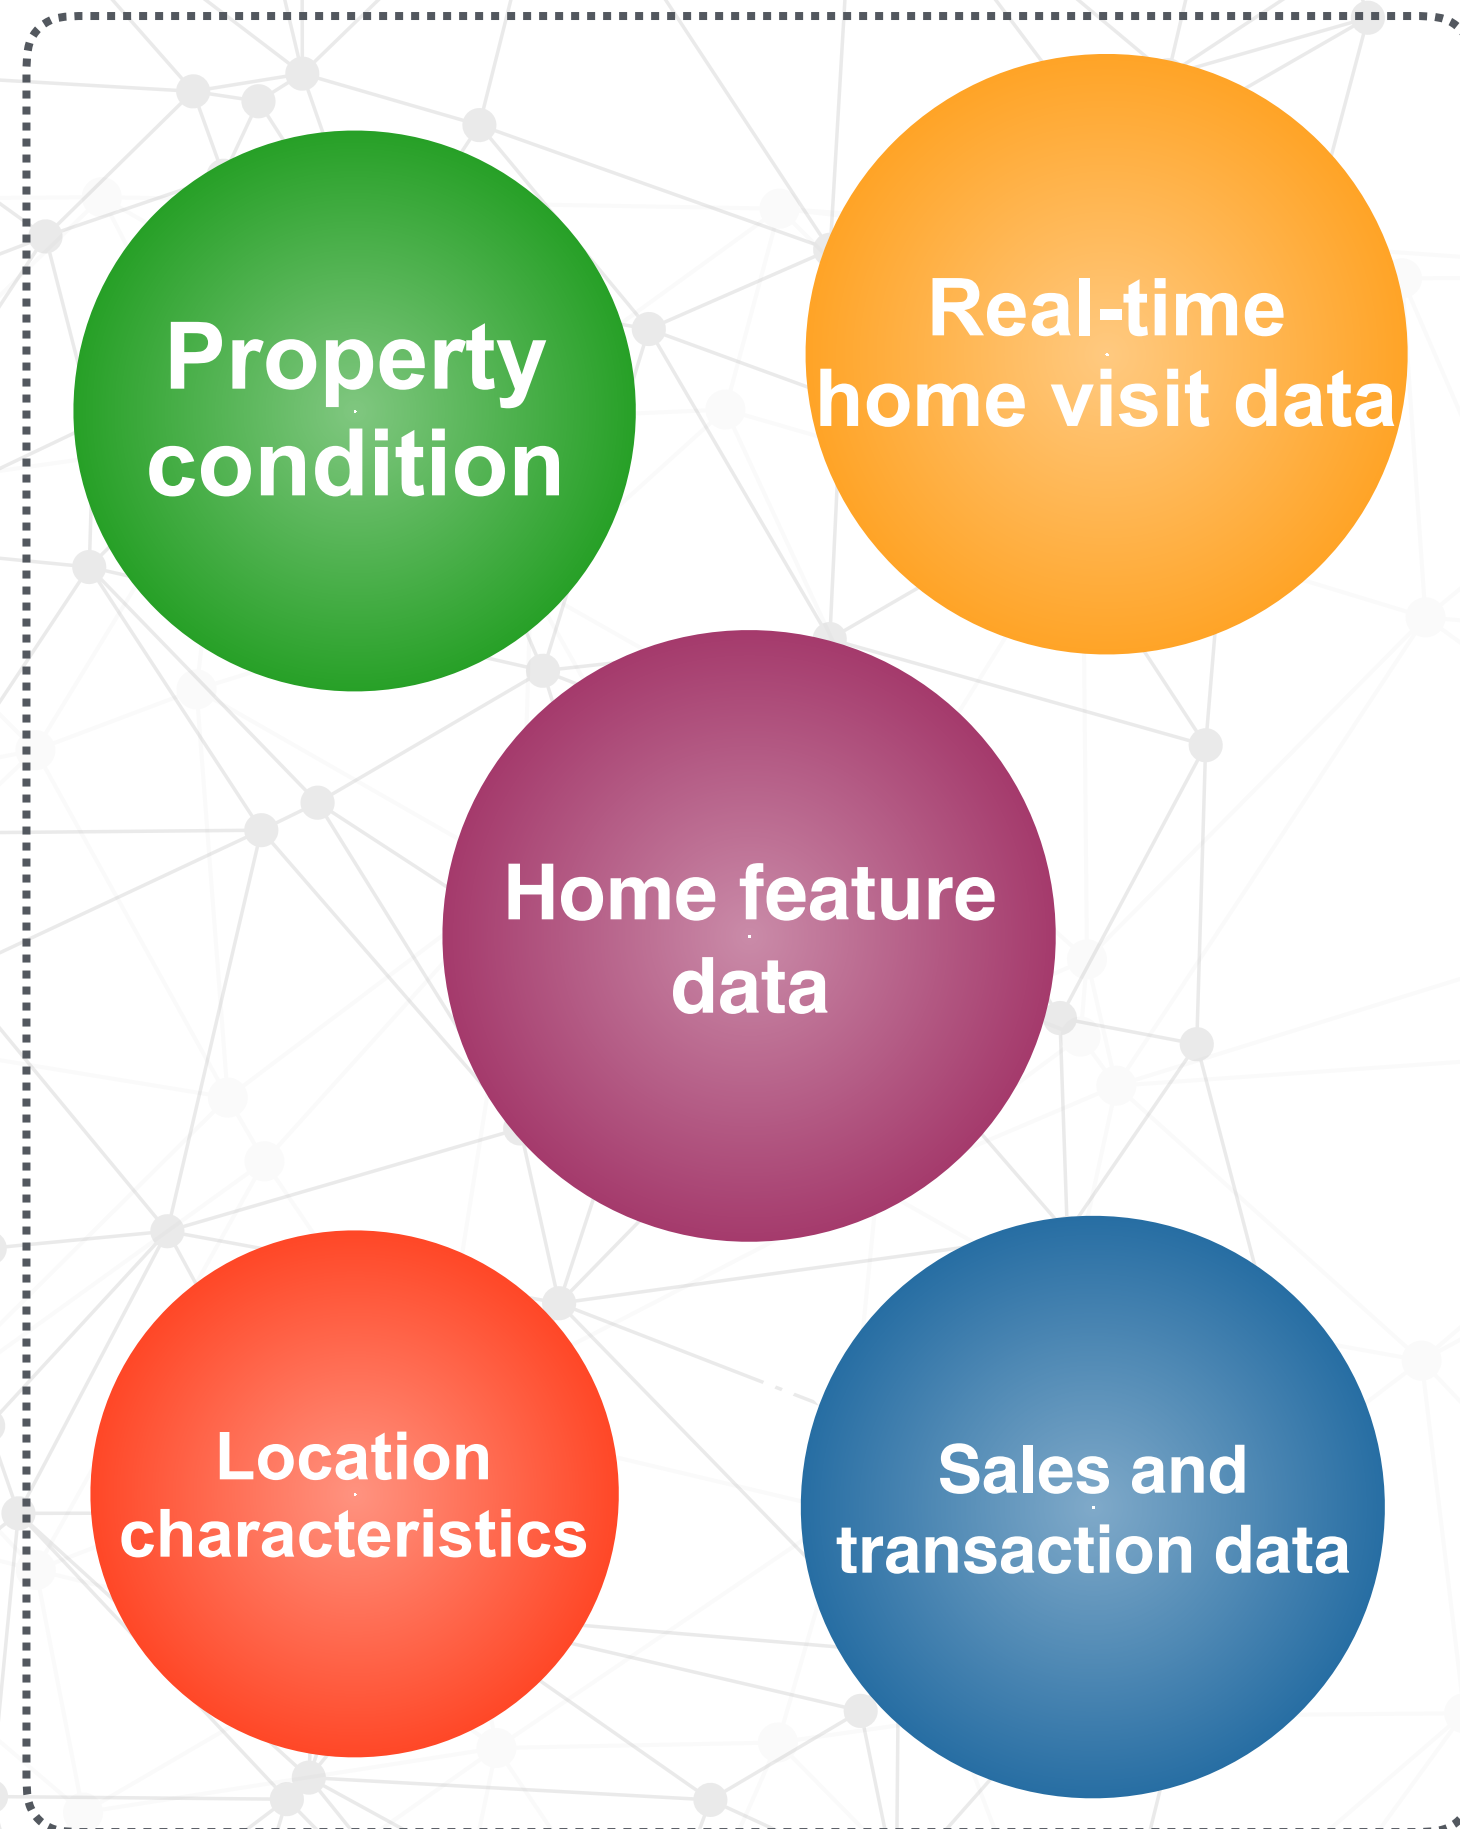 Property
condition
Real-time
home visit data
Home feature
data
Location
characteristics
Sales and
transaction data